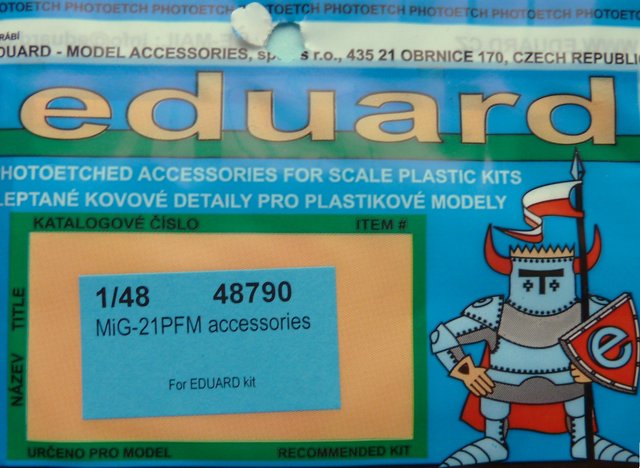 PHOTOETCH PHOTOETCH PHOTOETCH PHOTOETCH PHOTOETCH PHOTOETCH PHOTOETCH
EDUARD - MODEL ACCESSORIES, r.o., 435 21 OBRNICE 170, CZECH REPUBLIC
eduard
PHOTOETCHED ACCESSORIES FOR SCALE PLASTIC KITS
LEPTANÉ KOVOVÉ DETAILY PRO PLASTIKOVÉ MODELY
KATALOGOVÉ ČÍSLO ITEM #
NÁZEV TITLE
1/48 48790
MiG-21PFM accessories
For EDUARD kit
e
URČENO PRO MODEL RECOMMENDED KIT